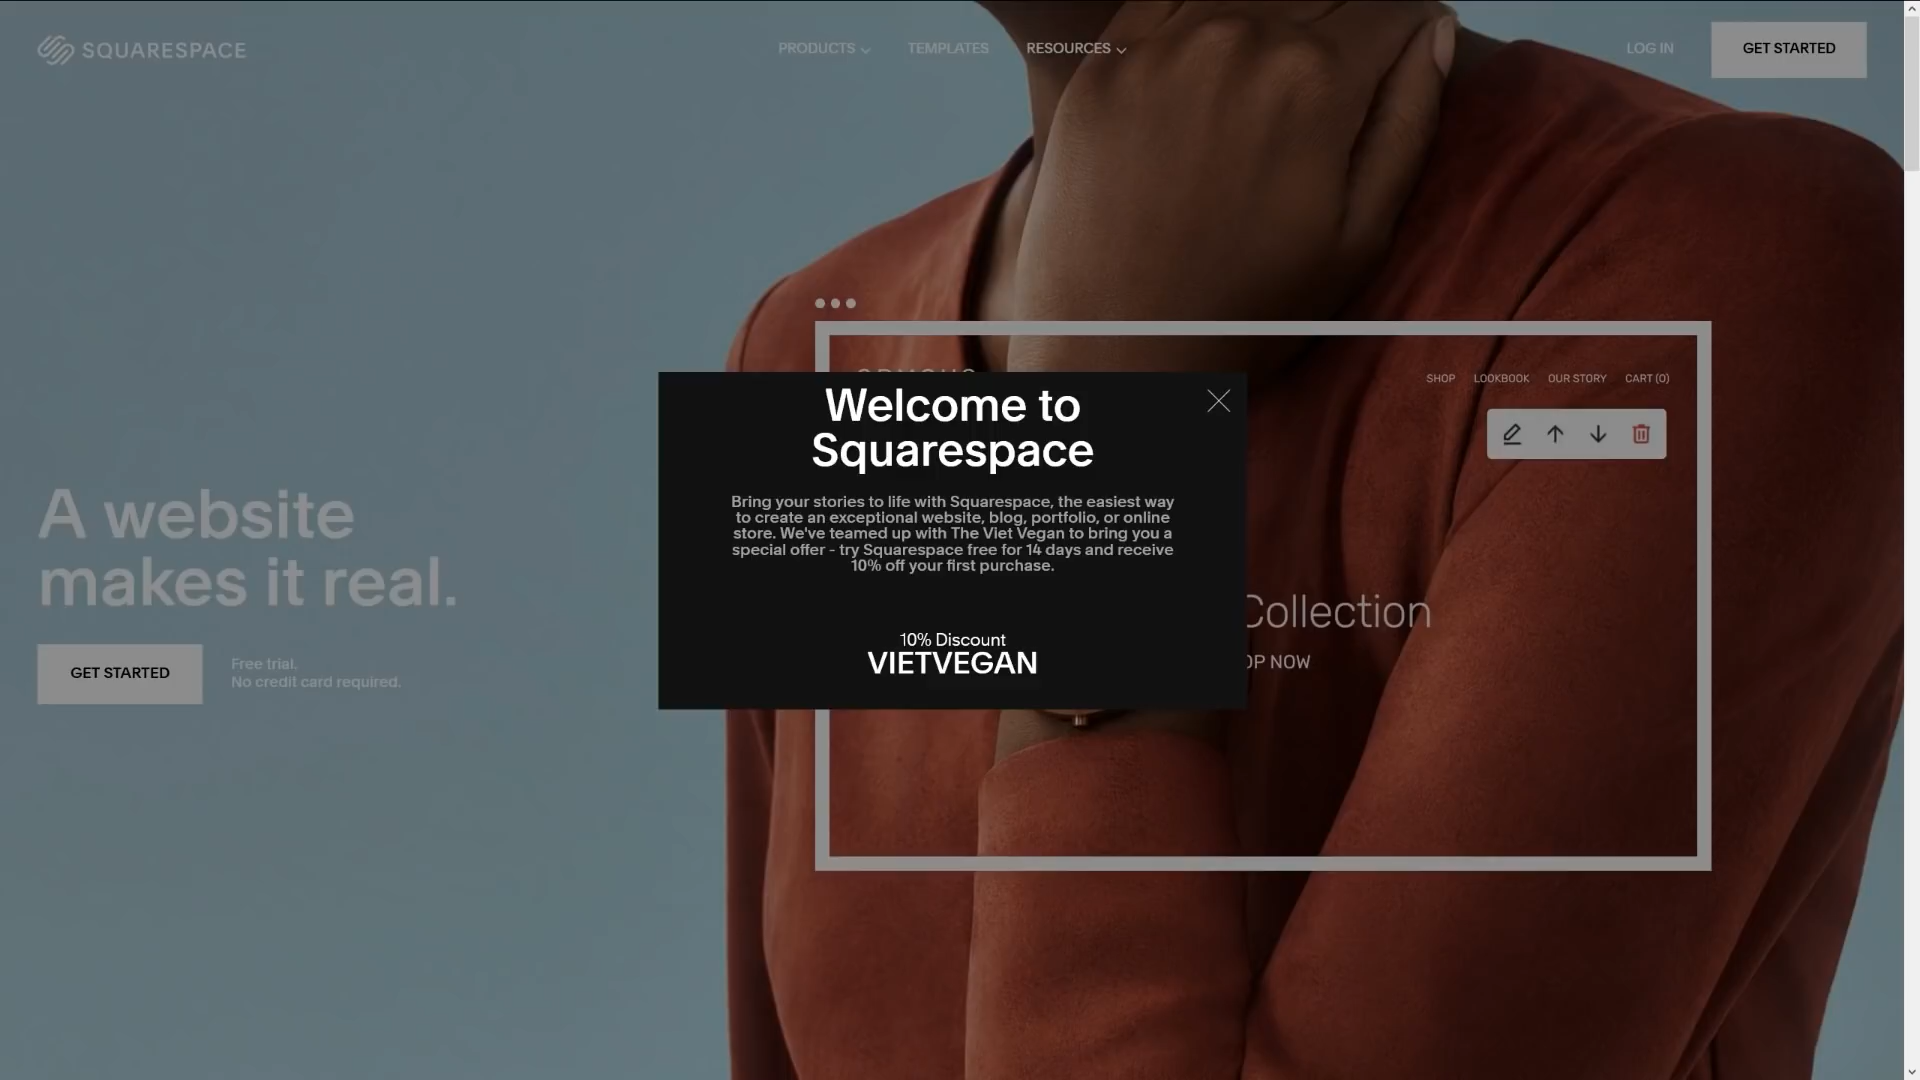 SQUARESPACE
PRODUCTS
TEMPLATES
RESOURCES
LOG IN
GET STARTED
SHOP
LOOKBOOK
OUR STORY
CART (0)
Welcome to
Squarespace
Bring your stories to life with Squarespace, the easiest way
to create an exceptional website, blog, portfolio, or online
store. We've teamed up with The Viet Vegan to bring you a
special offer - try Squarespace free for 14 days and receive
10% off your first purchase.
10% Discount
VIETVEGAN
A website
makes it real.
GET STARTED
Free trial.
No credit card required.
Collection
NOW